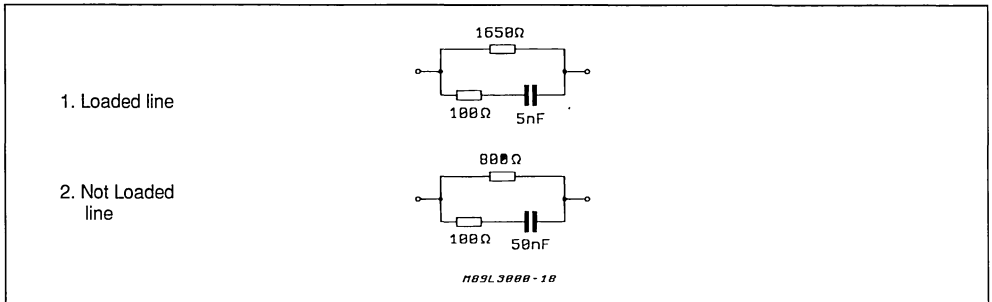 1650Ω
1. Loaded line
100Ω
5nF
800Ω
2. Not Loaded
line
100Ω
50nF
M89L3000-18